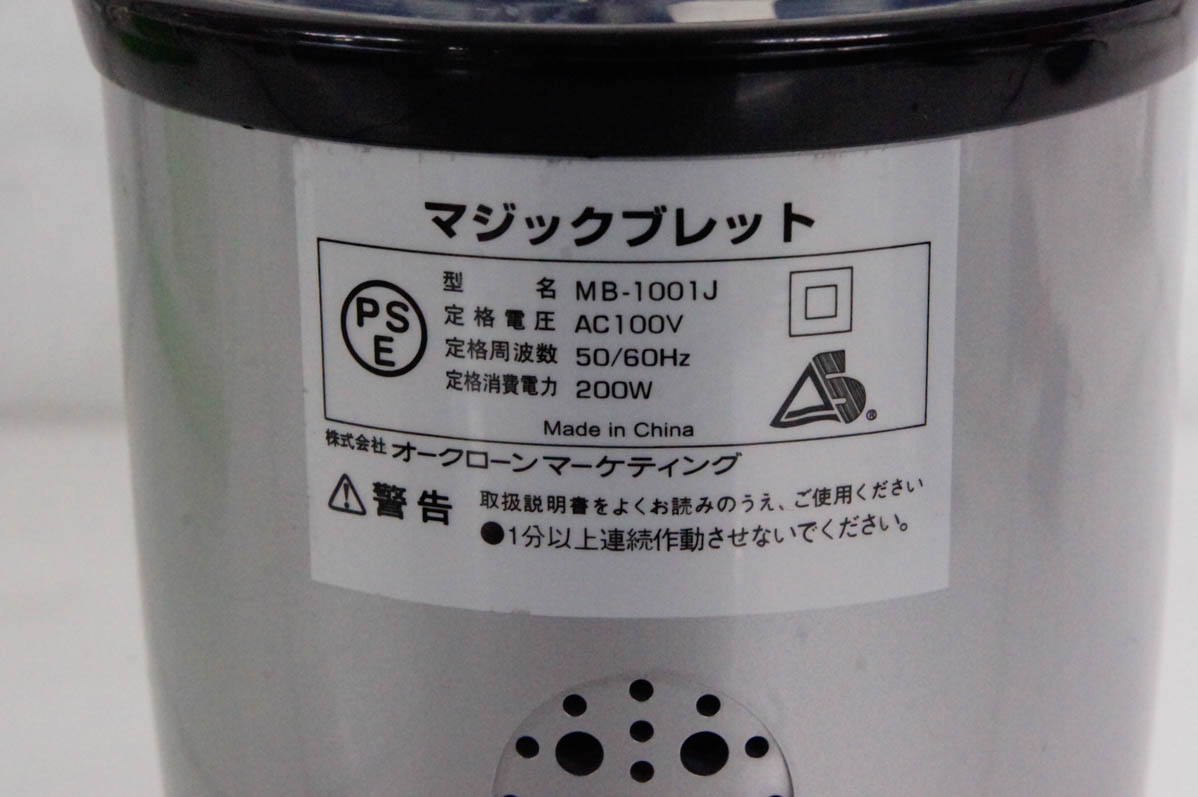 マジックブレット
PSE
型名 MB-1001J
定格電圧 AC100V
定格周波数 50/60Hz
定格消費電力 200W
Made in China
株式会社 オークローンマーケティング
警告 取扱説明書をよくお読みのうえ、ご使用ください
●1分以上連続作動させないでください。